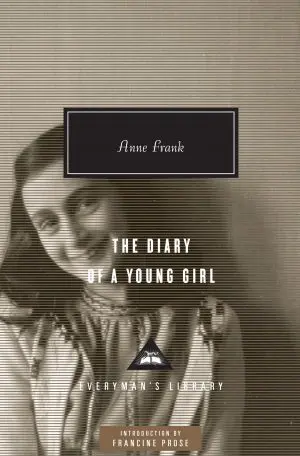 Anne Frank
THE DIARY
OF A YOUNG GIRL
EVERYMAN'S LIBRARY
INTRODUCTION BY
FRANCINE PROSE